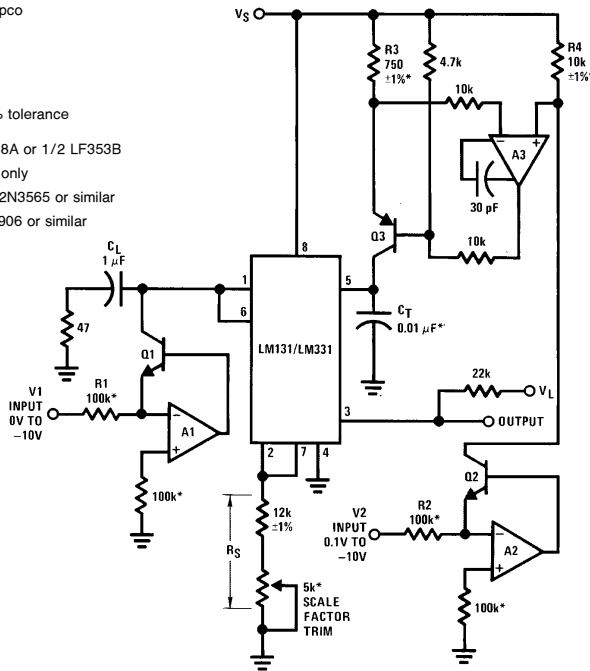 pco
tolerance
8A or 1/2 LF353B
only
2N3565 or similar
906 or similar
VS
R3
750
±1%*
4.7k
R4
10k
±1%*
10k
A3
−
+
30 pF
Q3
10k
CL
1 µF
47
1
6
8
5
LM131/LM331
CT
0.01 µF*
Q1
V1
INPUT
0V TO
−10V
R1
100k*
−
+
A1
100k*
22k
VL
OUTPUT
3
2
7
4
12k
±1%
RS
5k*
SCALE
FACTOR
TRIM
Q2
V2
INPUT
0.1V TO
−10V
R2
100k*
−
+
A2
100k*